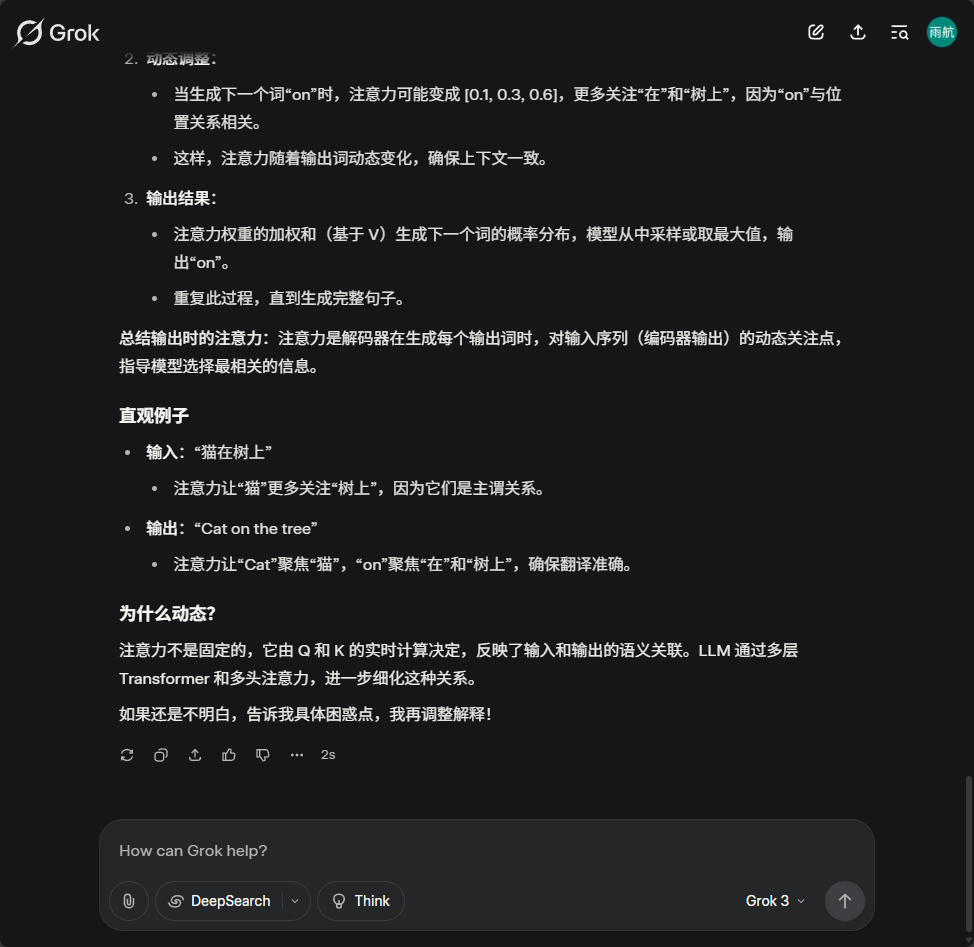 Grok
雨航
2. 动态调整：
• 当生成下一个词“on”时，注意力可能变成 [0.1, 0.3, 0.6]，更多关注“在”和“树上”，因为“on”与位
置关系相关。
• 这样，注意力随着输出词动态变化，确保上下文一致。
3. 输出结果：
• 注意力权重的加权和（基于 V）生成下一个词的概率分布，模型从中采样或取最大值，输
出“on”。
• 重复此过程，直到生成完整句子。
总结输出时的注意力：注意力是解码器在生成每个输出词时，对输入序列（编码器输出）的动态关注点，
指导模型选择最相关的信息。
直观例子
• 输入：“猫在树上”
• 注意力让“猫”更多关注“树上”，因为它们是主谓关系。
• 输出：“Cat on the tree”
• 注意力让“Cat”聚焦“猫”，“on”聚焦“在”和“树上”，确保翻译准确。
为什么动态？
注意力不是固定的，它由 Q 和 K 的实时计算决定，反映了输入和输出的语义关联。LLM 通过多层
Transformer 和多头注意力，进一步细化这种关系。
如果还是不明白，告诉我具体困惑点，我再调整解释！
2s
How can Grok help?
DeepSearch
Think
Grok 3